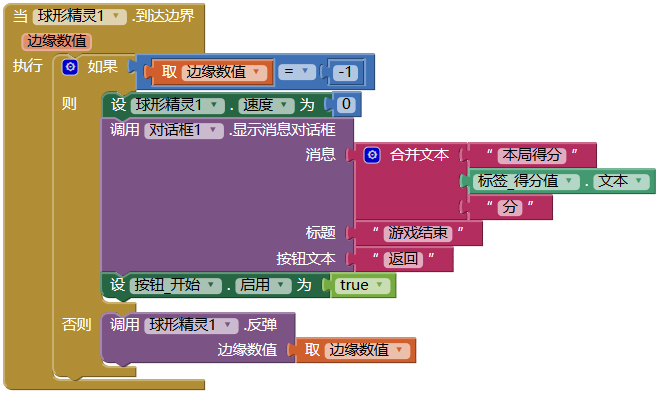 当 球形精灵1 .到达边界
边缘数值
执行 如果 取 边缘数值 = -1
则 设 球形精灵1 . 速度 为 0
调用 对话框1 .显示消息对话框
消息 合并文本 " 本局得分 "
标签_得分值 . 文本
" 分 "
标题 " 游戏结束 "
按钮文本 " 返回 "
设 按钮_开始 . 启用 为 true
否则 调用 球形精灵1 .反弹
边缘数值 取 边缘数值